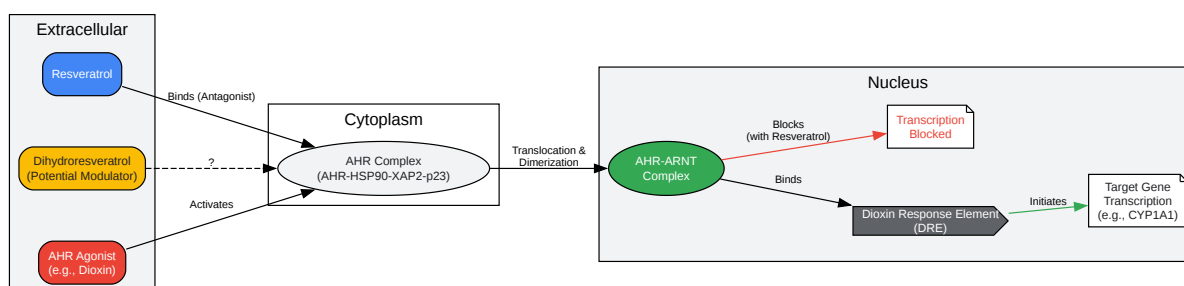 Extracellular
Resveratrol
Binds (Antagonist)
Dihydroresveratrol
(Potential Modulator)
?
Activates
AHR Agonist
(e.g., Dioxin)
Cytoplasm
AHR Complex
(AHR-HSP90-XAP2-p23)
Translocation &
Dimerization
Nucleus
AHR-ARNT
Complex
Blocks
(with Resveratrol)
Transcription
Blocked
Binds
Dioxin Response Element
(DRE)
Initiates
Target Gene
Transcription
(e.g., CYP1A1)